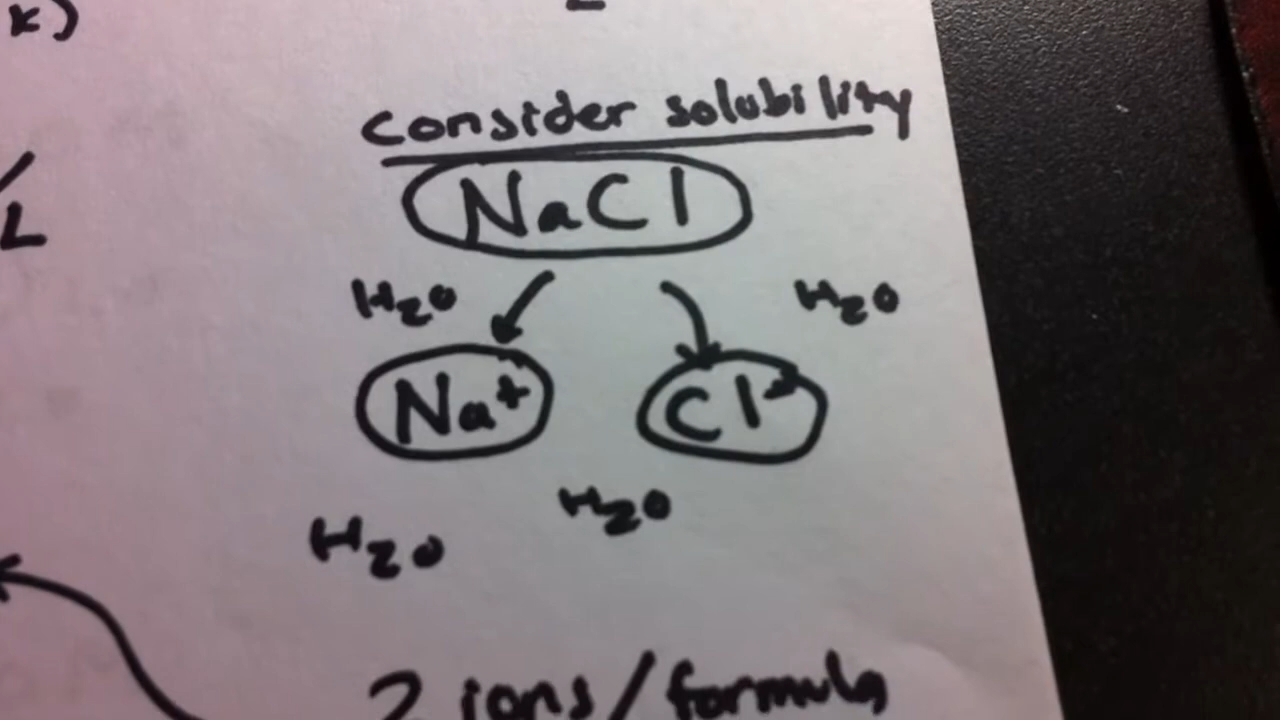 K)
L
Consider solubility
NaCl
H2O H2O
Na+ Cl-
H2O
H2O
2 ions/formula